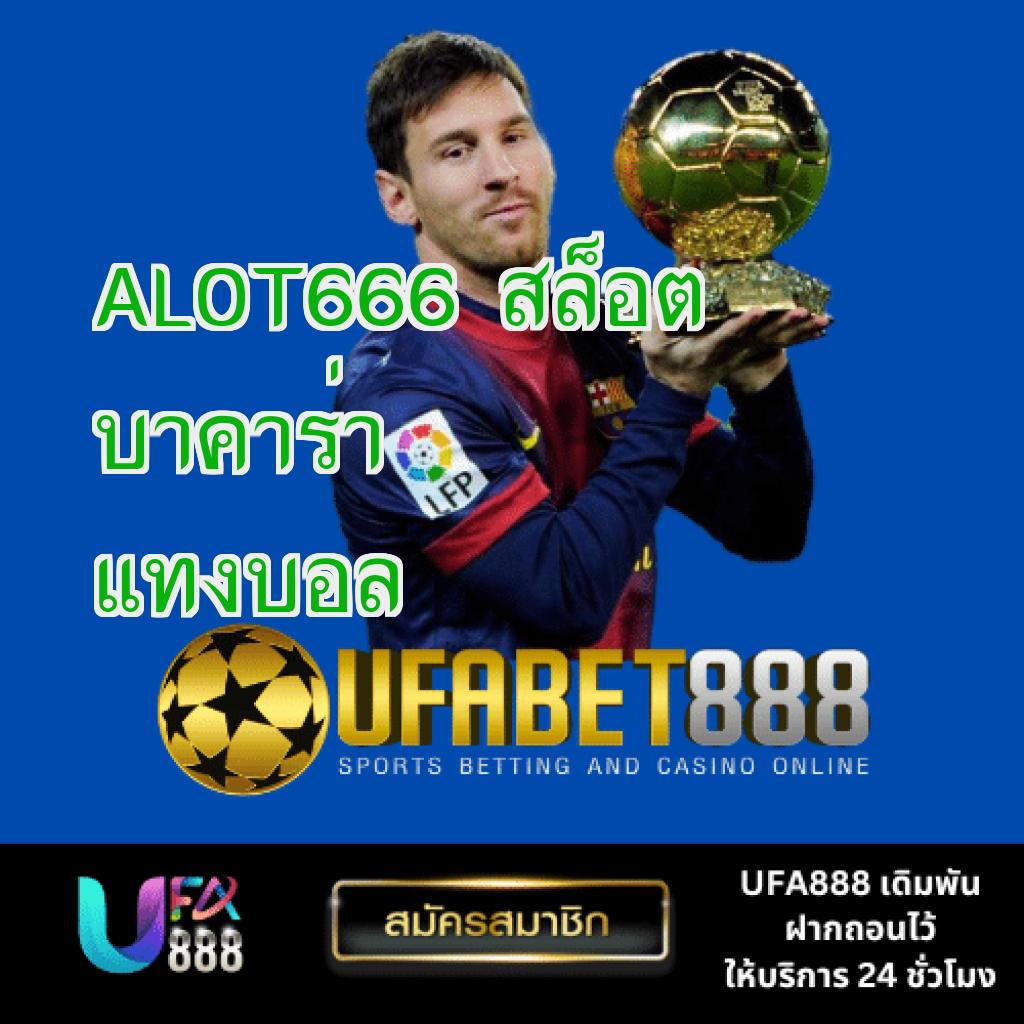 ALOT666 สล็อต
บาคาร่า
แทงบอล
LFP
UFABET888
SPORTS BETTING AND CASINO ONLINE
UFA
888
สมัครสมาชิก
UFA888 เดิมพัน
ฝากถอนไว้
ให้บริการ 24 ชั่วโมง